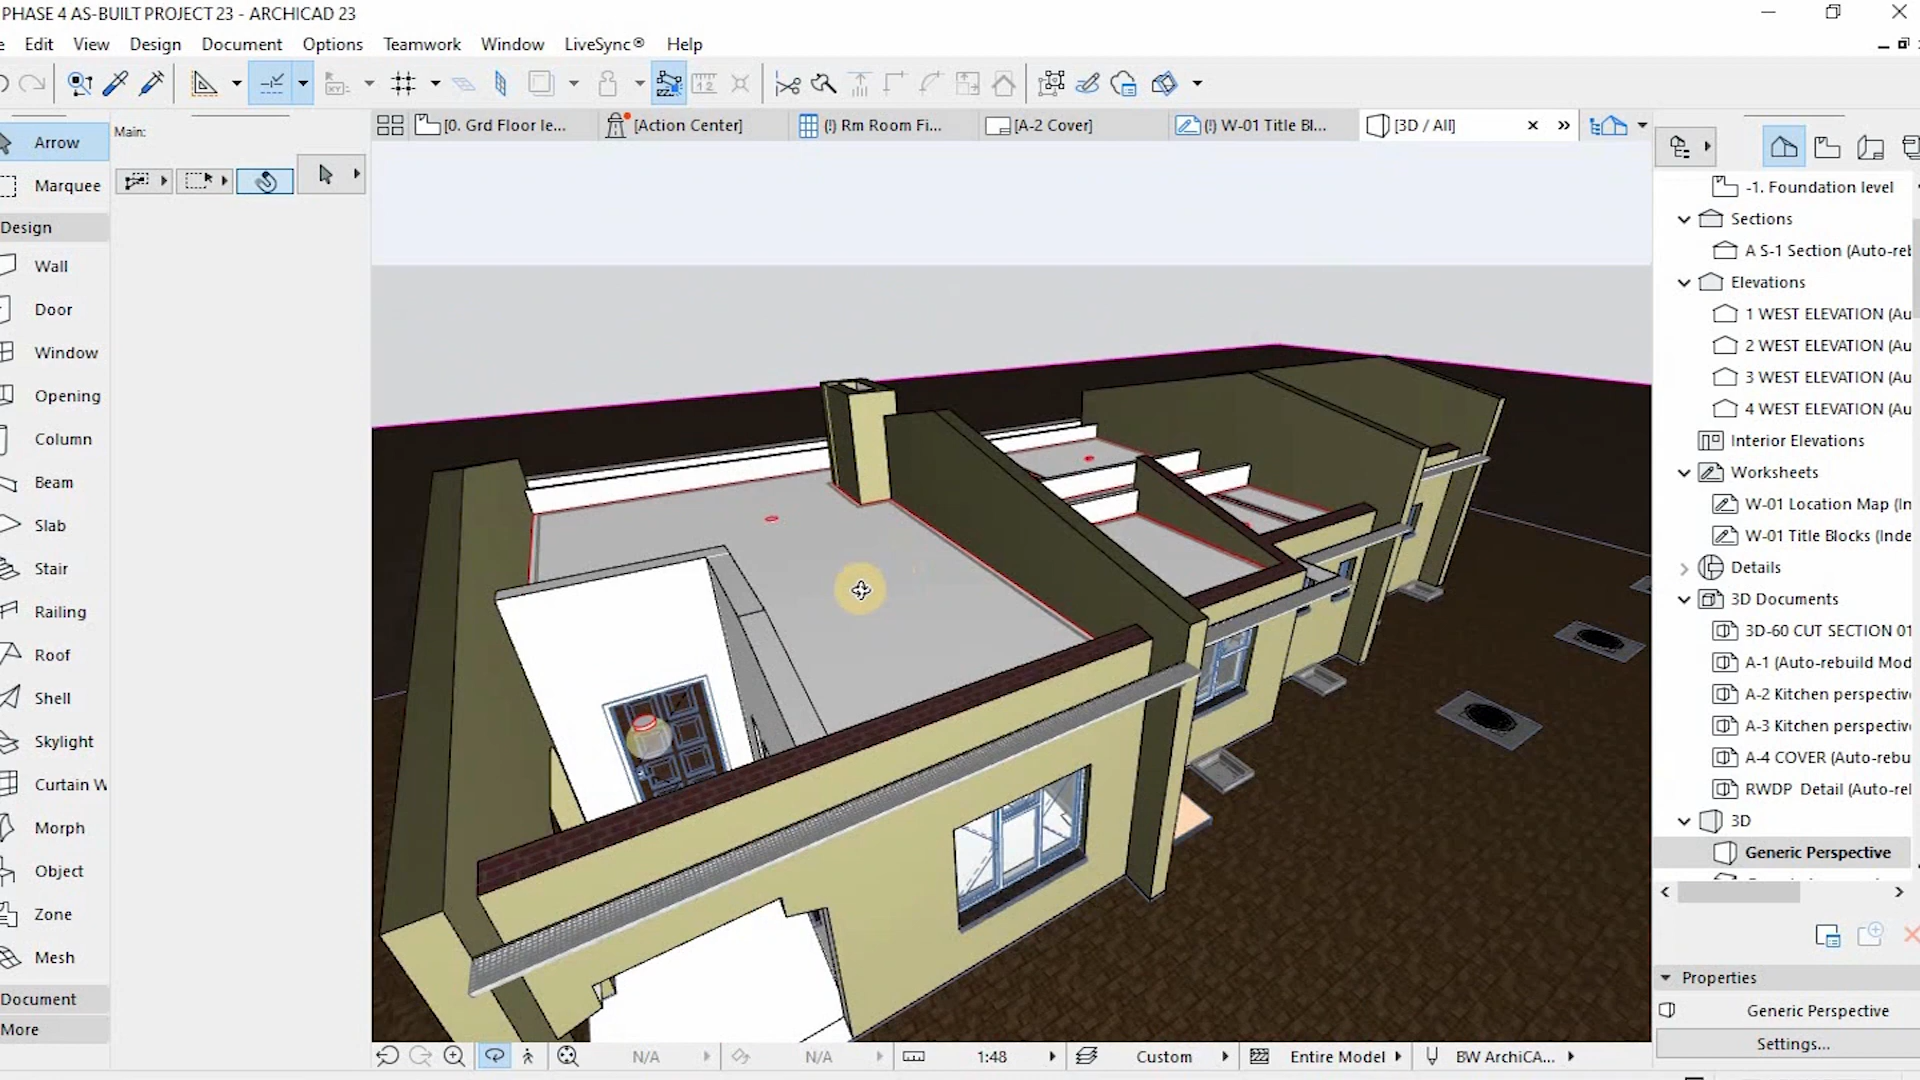 PHASE 4 AS-BUILT PROJECT 23 - ARCHICAD 23
Edit View Design Document Options Teamwork Window LiveSync® Help
[0. Grd Floor le... [Action Center] (!) Rm Room Fi... [A-2 Cover] (!) W-01 Title Bl... [3D / All]
Main:
Arrow
Marquee
Design
Wall
Door
Window
Opening
Column
Beam
Slab
Stair
Railing
Roof
Shell
Skylight
Curtain W
Morph
Object
Zone
Mesh
Document
More
-1. Foundation level
Sections
A S-1 Section (Auto-rel
Elevations
1 WEST ELEVATION (Au
2 WEST ELEVATION (Au
3 WEST ELEVATION (Au
4 WEST ELEVATION (Au
Interior Elevations
Worksheets
W-01 Location Map (In
W-01 Title Blocks (Inde
Details
3D Documents
3D-60 CUT SECTION 01
A-1 (Auto-rebuild Mod
A-2 Kitchen perspectiv
A-3 Kitchen perspectiv
A-4 COVER (Auto-rebu
RWDP Detail (Auto-rel
3D
Generic Perspective
Properties
Generic Perspective
Settings...
N/A N/A 1:48 Custom Entire Model BW ArchiCA...